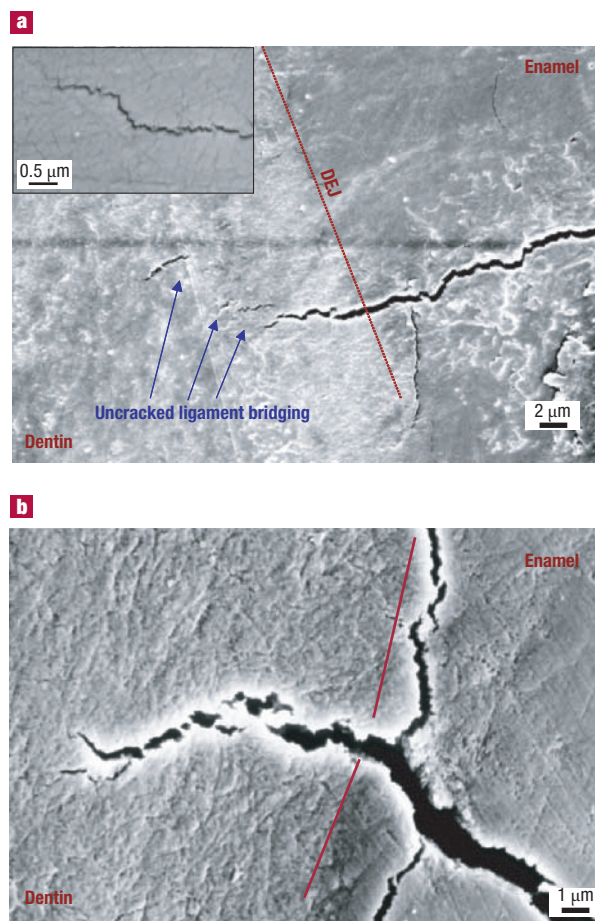 a
Enamel
0.5 μm
DEJ
Uncracked ligament bridging
2 μm
Dentin
b
Enamel
Dentin
1 μm